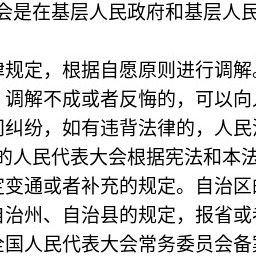 会是在基层人民政府和基层人民
律规定，根据自愿原则进行调解。
调解不成或者反悔的，可以向人
间纠纷，如有违背法律的，人民法
的人民代表大会根据宪法和本法
定变通或者补充的规定。自治区的
自治州、自治县的规定，报省或者
全国人民代表大会常务委员会备案